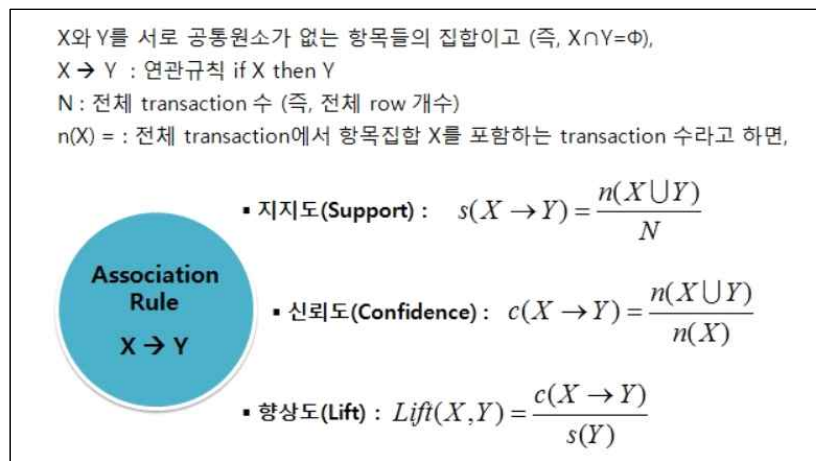 X와 Y를 서로 공통원소가 없는 항목들의 집합이고 (즉, X∩Y=Φ),
X → Y : 연관규칙 if X then Y
N : 전체 transaction 수 (즉, 전체 row 개수)
n(X) = : 전체 transaction에서 항목집합 X를 포함하는 transaction 수라고 하면,
▪ 지지도(Support) : s(X → Y) = n(X∪Y) / N
Association
Rule
X → Y
▪ 신뢰도(Confidence) : c(X → Y) = n(X∪Y) / n(X)
▪ 향상도(Lift) : Lift(X,Y) = c(X → Y) / s(Y)